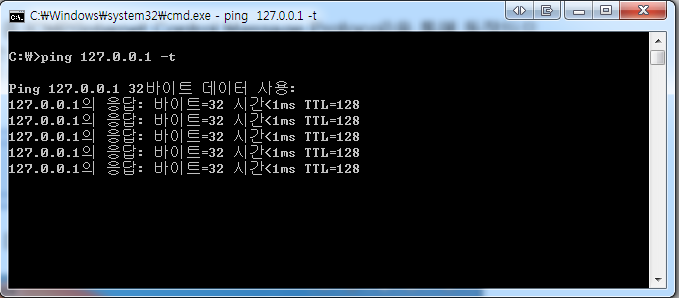 C:₩Windows₩system32₩cmd.exe - ping  127.0.0.1 -t
C:₩>ping 127.0.0.1 -t
Ping 127.0.0.1 32바이트 데이터 사용:
127.0.0.1의 응답: 바이트=32 시간<1ms TTL=128
127.0.0.1의 응답: 바이트=32 시간<1ms TTL=128
127.0.0.1의 응답: 바이트=32 시간<1ms TTL=128
127.0.0.1의 응답: 바이트=32 시간<1ms TTL=128
127.0.0.1의 응답: 바이트=32 시간<1ms TTL=128